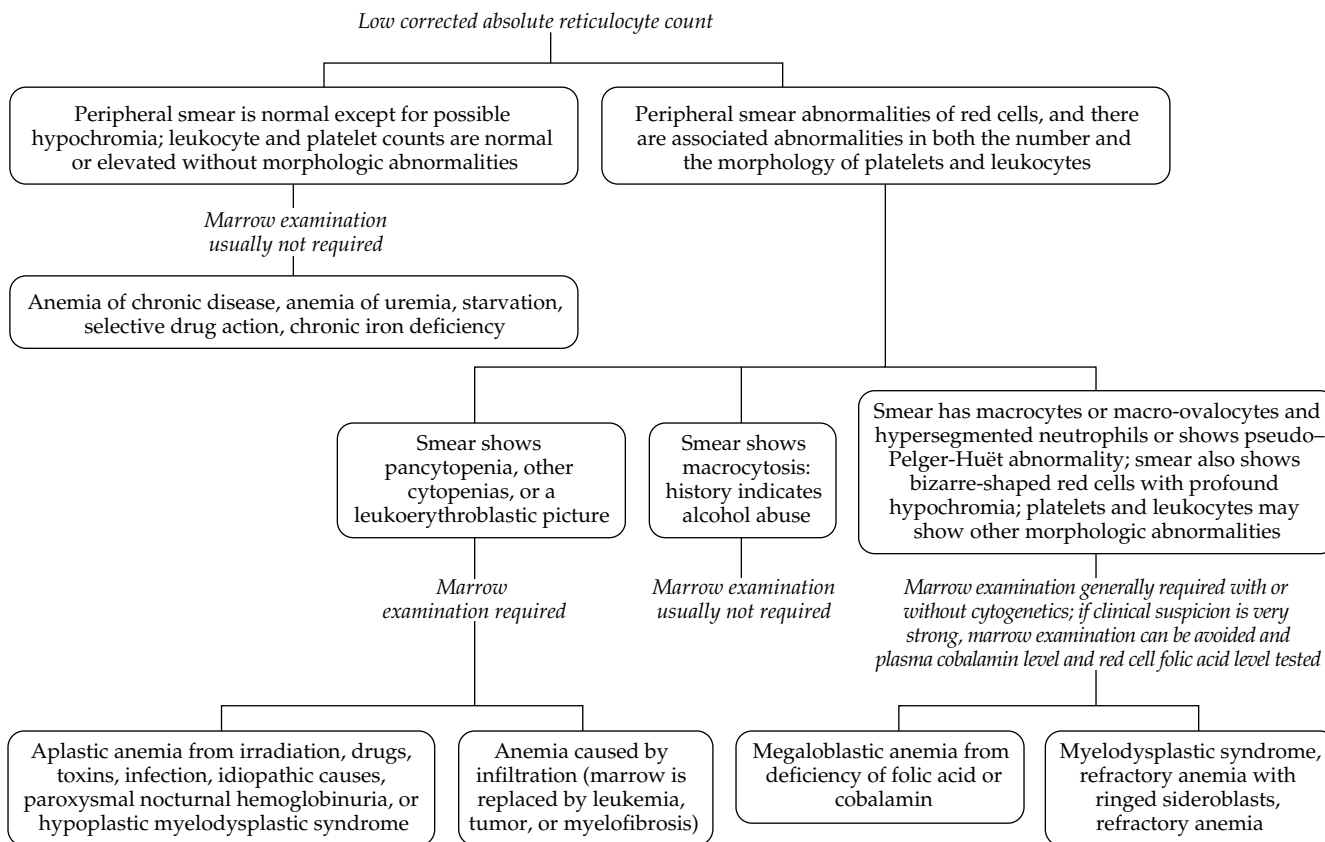 Low corrected absolute reticulocyte count
Peripheral smear is normal except for possible
hypochromia; leukocyte and platelet counts are normal
or elevated without morphologic abnormalities
Peripheral smear abnormalities of red cells, and there
are associated abnormalities in both the number and
the morphology of platelets and leukocytes
Marrow examination
usually not required
Anemia of chronic disease, anemia of uremia, starvation,
selective drug action, chronic iron deficiency
Smear shows
pancytopenia, other
cytopenias, or a
leukoerythroblastic picture
Smear shows
macrocytosis:
history indicates
alcohol abuse
Smear has macrocytes or macro-ovalocytes and
hypersegmented neutrophils or shows pseudo–
Pelger-Huët abnormality; smear also shows
bizarre-shaped red cells with profound
hypochromia; platelets and leukocytes may
show other morphologic abnormalities
Marrow
examination required
Marrow examination
usually not required
Marrow examination generally required with or
without cytogenetics; if clinical suspicion is very
strong, marrow examination can be avoided and
plasma cobalamin level and red cell folic acid level tested
Aplastic anemia from irradiation, drugs,
toxins, infection, idiopathic causes,
paroxysmal nocturnal hemoglobinuria, or
hypoplastic myelodysplastic syndrome
Anemia caused by
infiltration (marrow is
replaced by leukemia,
tumor, or myelofibrosis)
Megaloblastic anemia from
deficiency of folic acid or
cobalamin
Myelodysplastic syndrome,
refractory anemia with
ringed sideroblasts,
refractory anemia